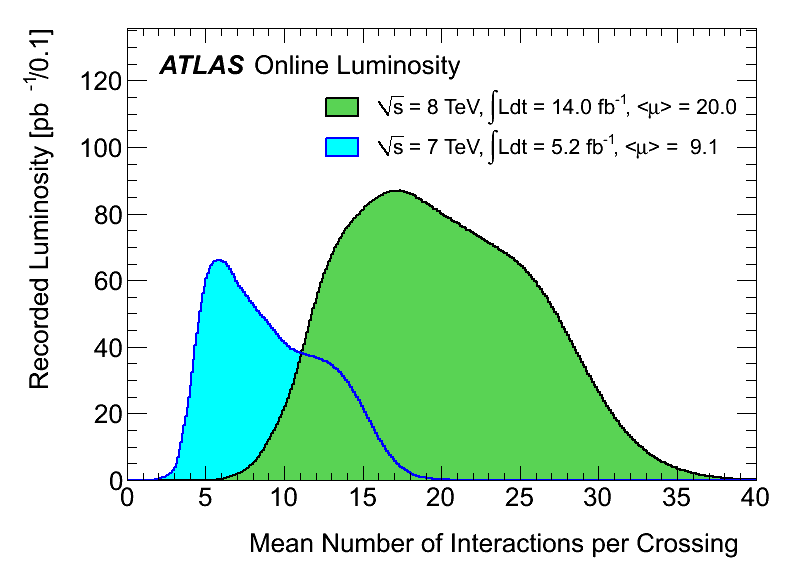 Recorded Luminosity [pb⁻¹/0.1]
ATLAS Online Luminosity
√s = 8 TeV, ∫Ldt = 14.0 fb⁻¹, <μ> = 20.0
√s = 7 TeV, ∫Ldt = 5.2 fb⁻¹, <μ> = 9.1
120
100
80
60
40
20
0
0 5 10 15 20 25 30 35 40
Mean Number of Interactions per Crossing